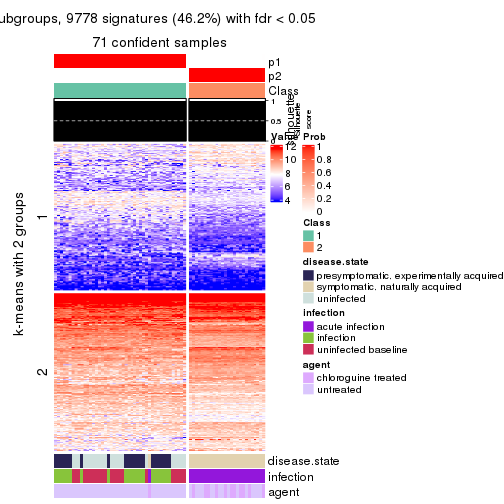 ubgroups, 9778 signatures (46.2%) with fdr < 0.05
71 confident samples
p1
p2
Class
1
0.5
0
silhouette
score
k-means with 2 groups
1
2
Value
12
10
8
6
4
Prob
1
0.8
0.6
0.4
0.2
0
Class
1
2
disease.state
presymptomatic. experimentally acquired
symptomatic. naturally acquired
uninfected
infection
acute infection
infection
uninfected baseline
agent
chloroguine treated
untreated
disease.state
infection
agent